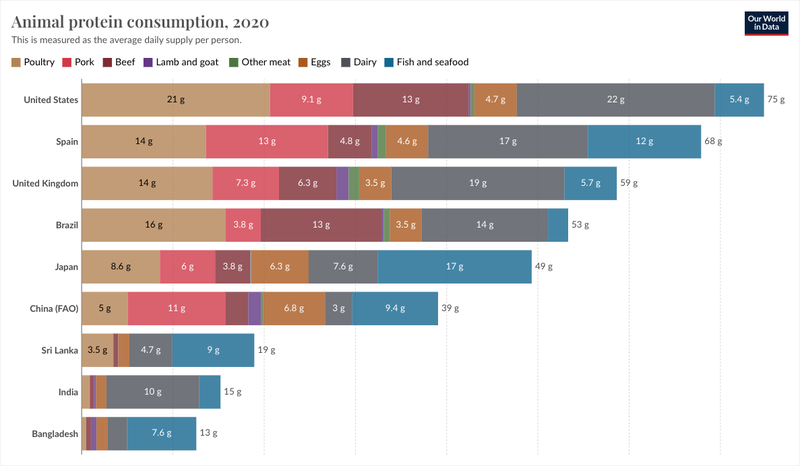 Animal protein consumption, 2020
This is measured as the average daily supply per person.
Our World
in Data
Poultry Pork Beef Lamb and goat Other meat Eggs Dairy Fish and seafood
United States 21 g 9.1 g 13 g 4.7 g 22 g 5.4 g 75 g
Spain 14 g 13 g 4.8 g 4.6 g 17 g 12 g 68 g
United Kingdom 14 g 7.3 g 6.3 g 3.5 g 19 g 5.7 g 59 g
Brazil 16 g 3.8 g 13 g 3.5 g 14 g 53 g
Japan 8.6 g 6 g 3.8 g 6.3 g 7.6 g 17 g 49 g
China (FAO) 5 g 11 g 6.8 g 3 g 9.4 g 39 g
Sri Lanka 3.5 g 4.7 g 9 g 19 g
India 10 g 15 g
Bangladesh 7.6 g 13 g